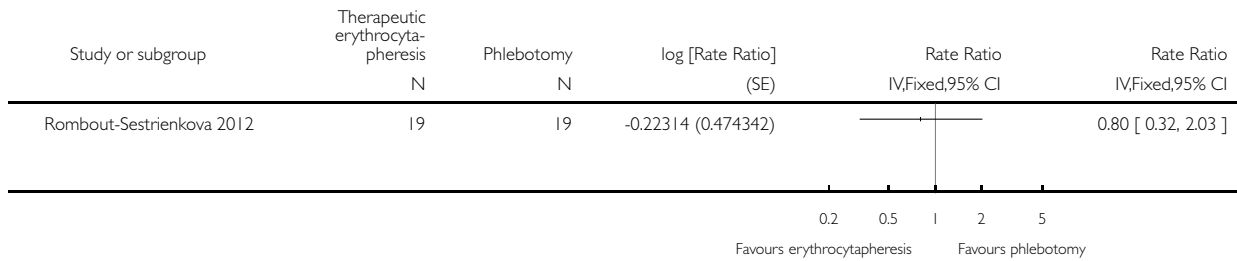 Study or subgroup Therapeutic erythrocyta- pheresis Phlebotomy log [Rate Ratio] Rate Ratio Rate Ratio
N N (SE) IV,Fixed,95% CI IV,Fixed,95% CI
Rombout-Sestrienkova 2012 19 19 -0.22314 (0.474342) 0.80 [ 0.32, 2.03 ]
0.2 0.5 1 2 5
Favours erythrocytapheresis Favours phlebotomy